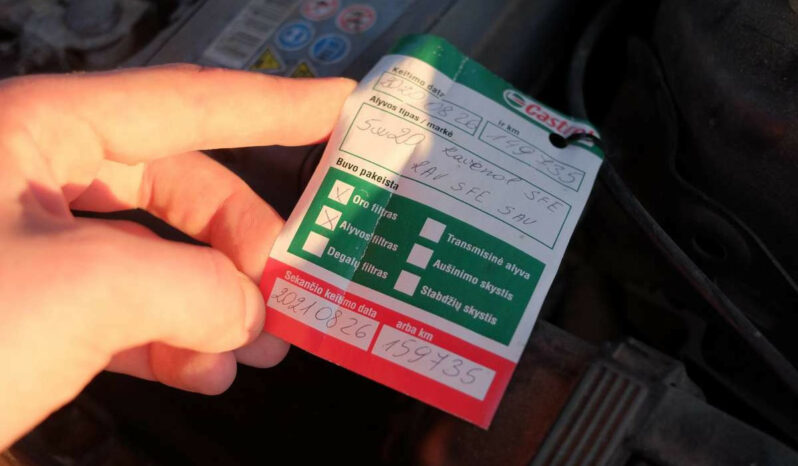 Castrol
Keitimo data
ir km
2020 08 26
149735
Alyvos tipas / markė
5w20 Ravenol SFE
RAV SFE 5AV
Buvo pakeista
Oro filtras
Alyvos filtras
Degalų filtras
Transmisinė alyva
Aušinimo skystis
Stabdžių skystis
Sekančio keitimo data
arba km
2021 08 26
159735